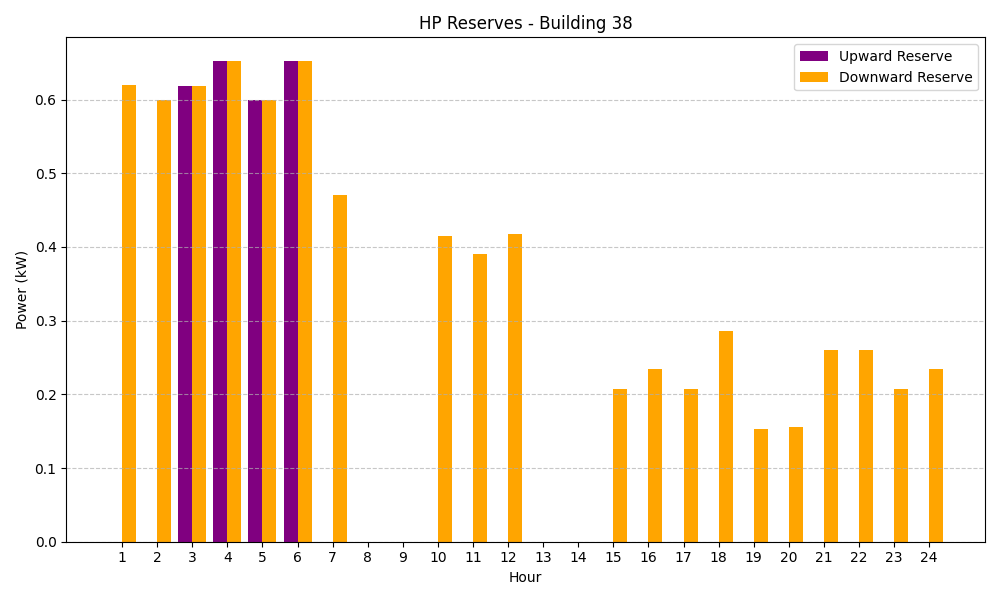 HP Reserves - Building 38
Upward Reserve
Downward Reserve
Power (kW)
0.6
0.5
0.4
0.3
0.2
0.1
0.0
1 2 3 4 5 6 7 8 9 10 11 12 13 14 15 16 17 18 19 20 21 22 23 24
Hour